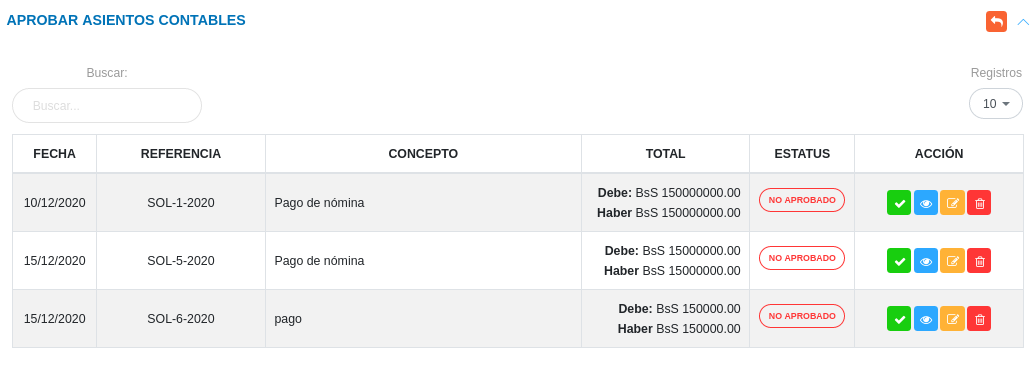 APROBAR ASIENTOS CONTABLES
Buscar:
Registros
Buscar...
10
FECHA REFERENCIA CONCEPTO TOTAL ESTATUS ACCIÓN
10/12/2020 SOL-1-2020 Pago de nómina Debe: BsS 150000000.00 NO APROBADO
Haber BsS 150000000.00
15/12/2020 SOL-5-2020 Pago de nómina Debe: BsS 15000000.00 NO APROBADO
Haber BsS 15000000.00
15/12/2020 SOL-6-2020 pago Debe: BsS 150000.00 NO APROBADO
Haber BsS 150000.00